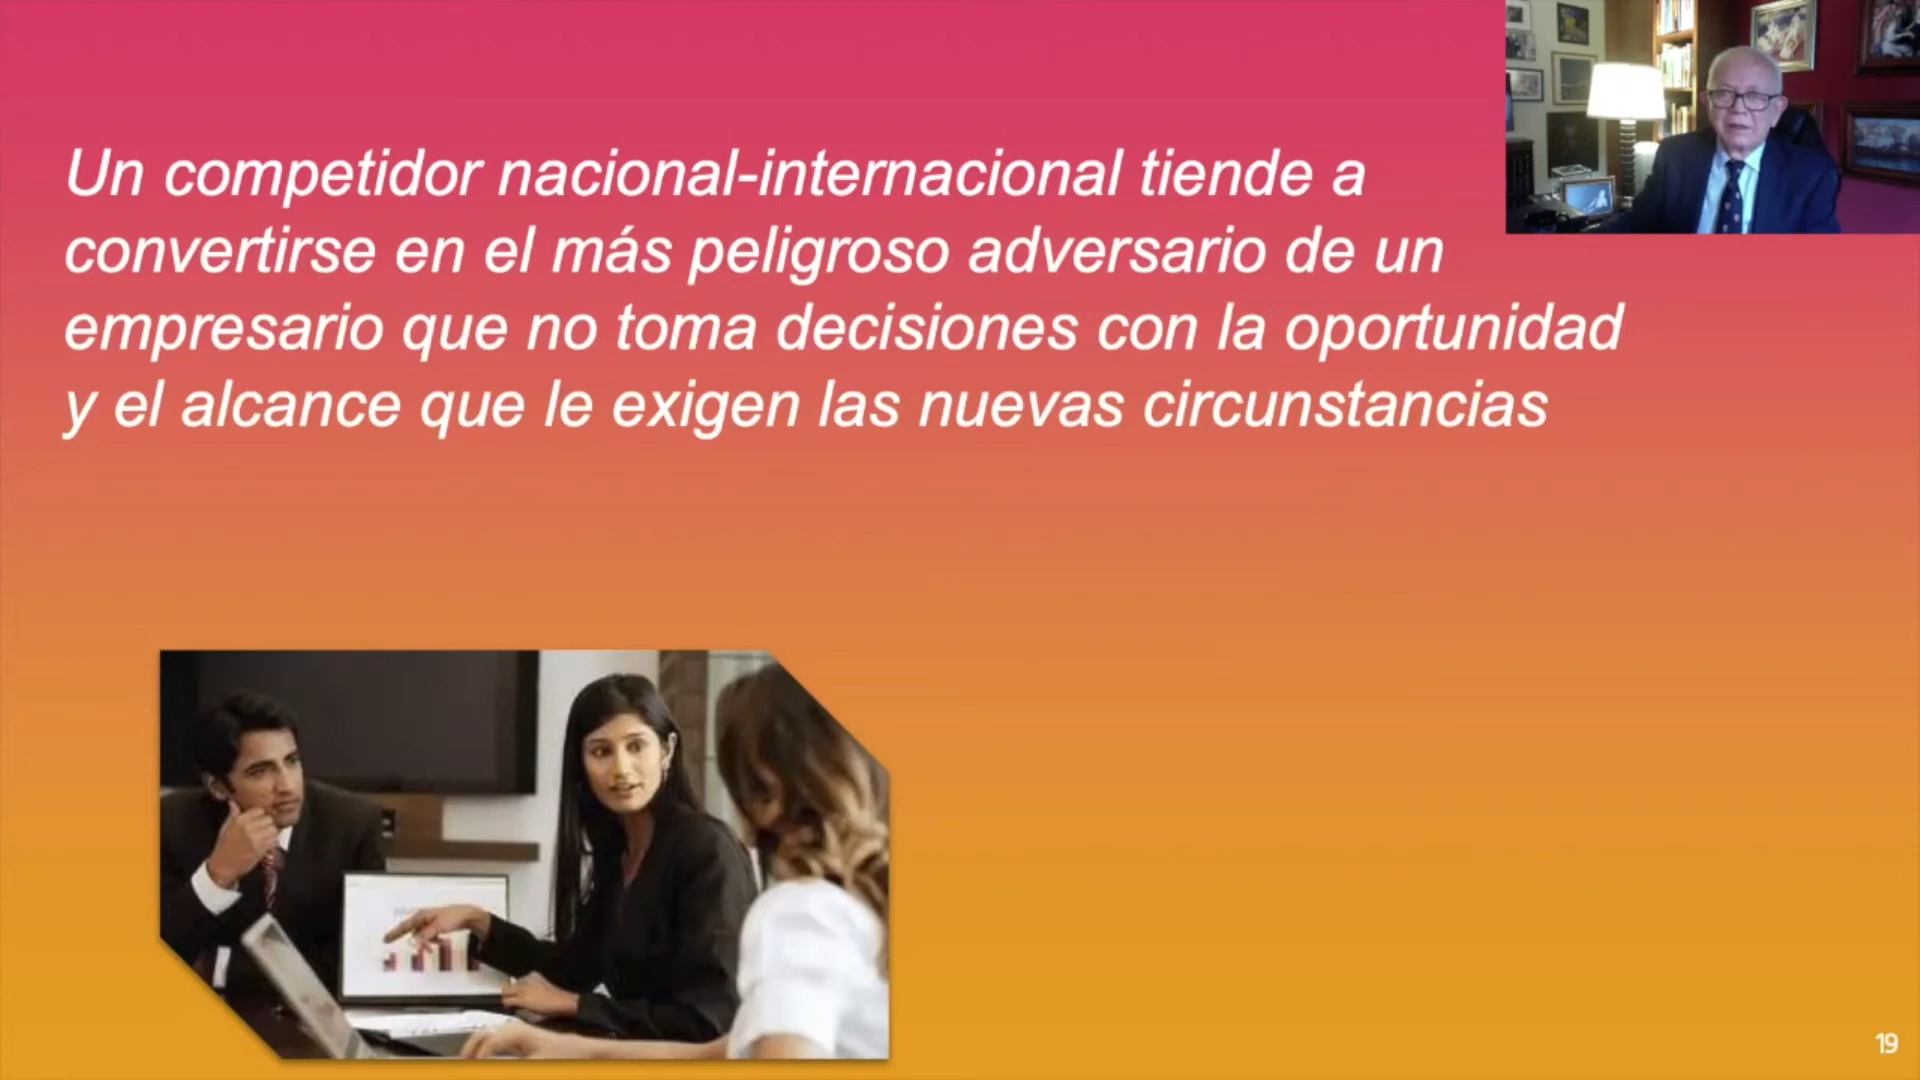 Un competidor nacional-internacional tiende a
convertirse en el más peligroso adversario de un
empresario que no toma decisiones con la oportunidad
y el alcance que le exigen las nuevas circunstancias
19